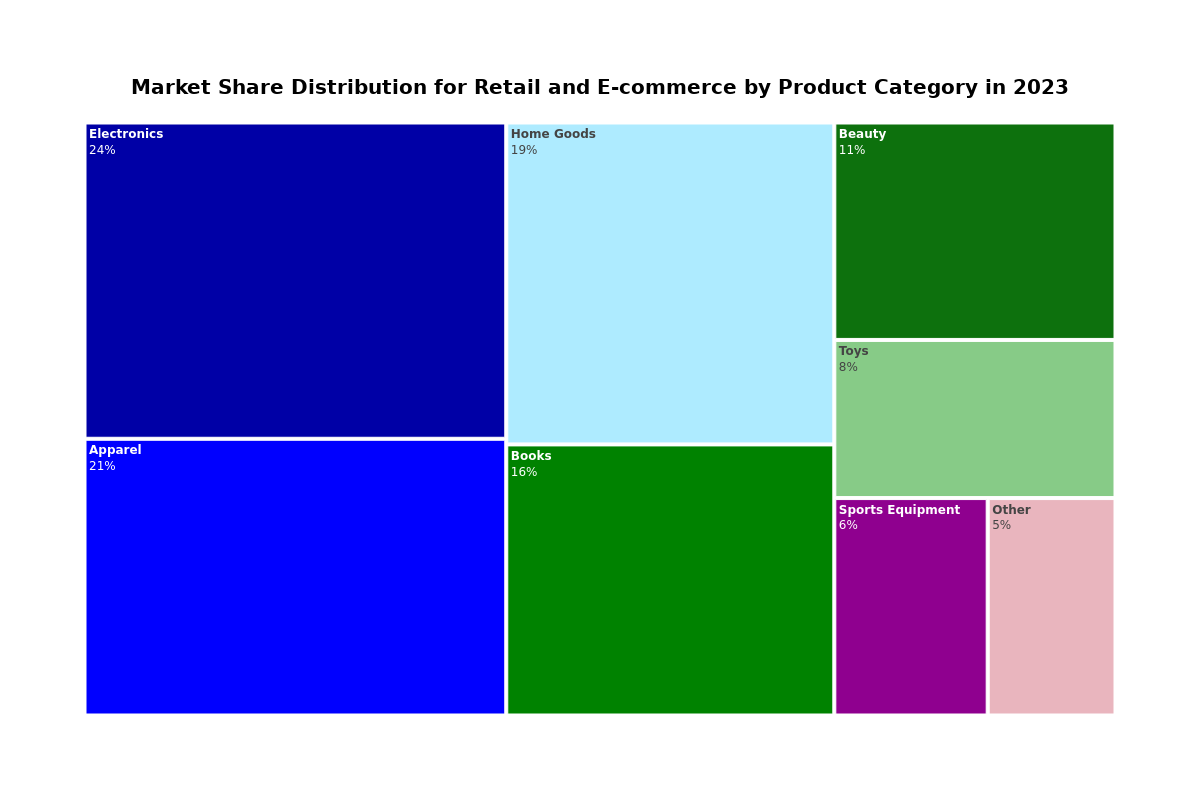 Market Share Distribution for Retail and E-commerce by Product Category in 2023
Electronics
24%
Home Goods
19%
Beauty
11%
Toys
8%
Apparel
21%
Books
16%
Sports Equipment
6%
Other
5%